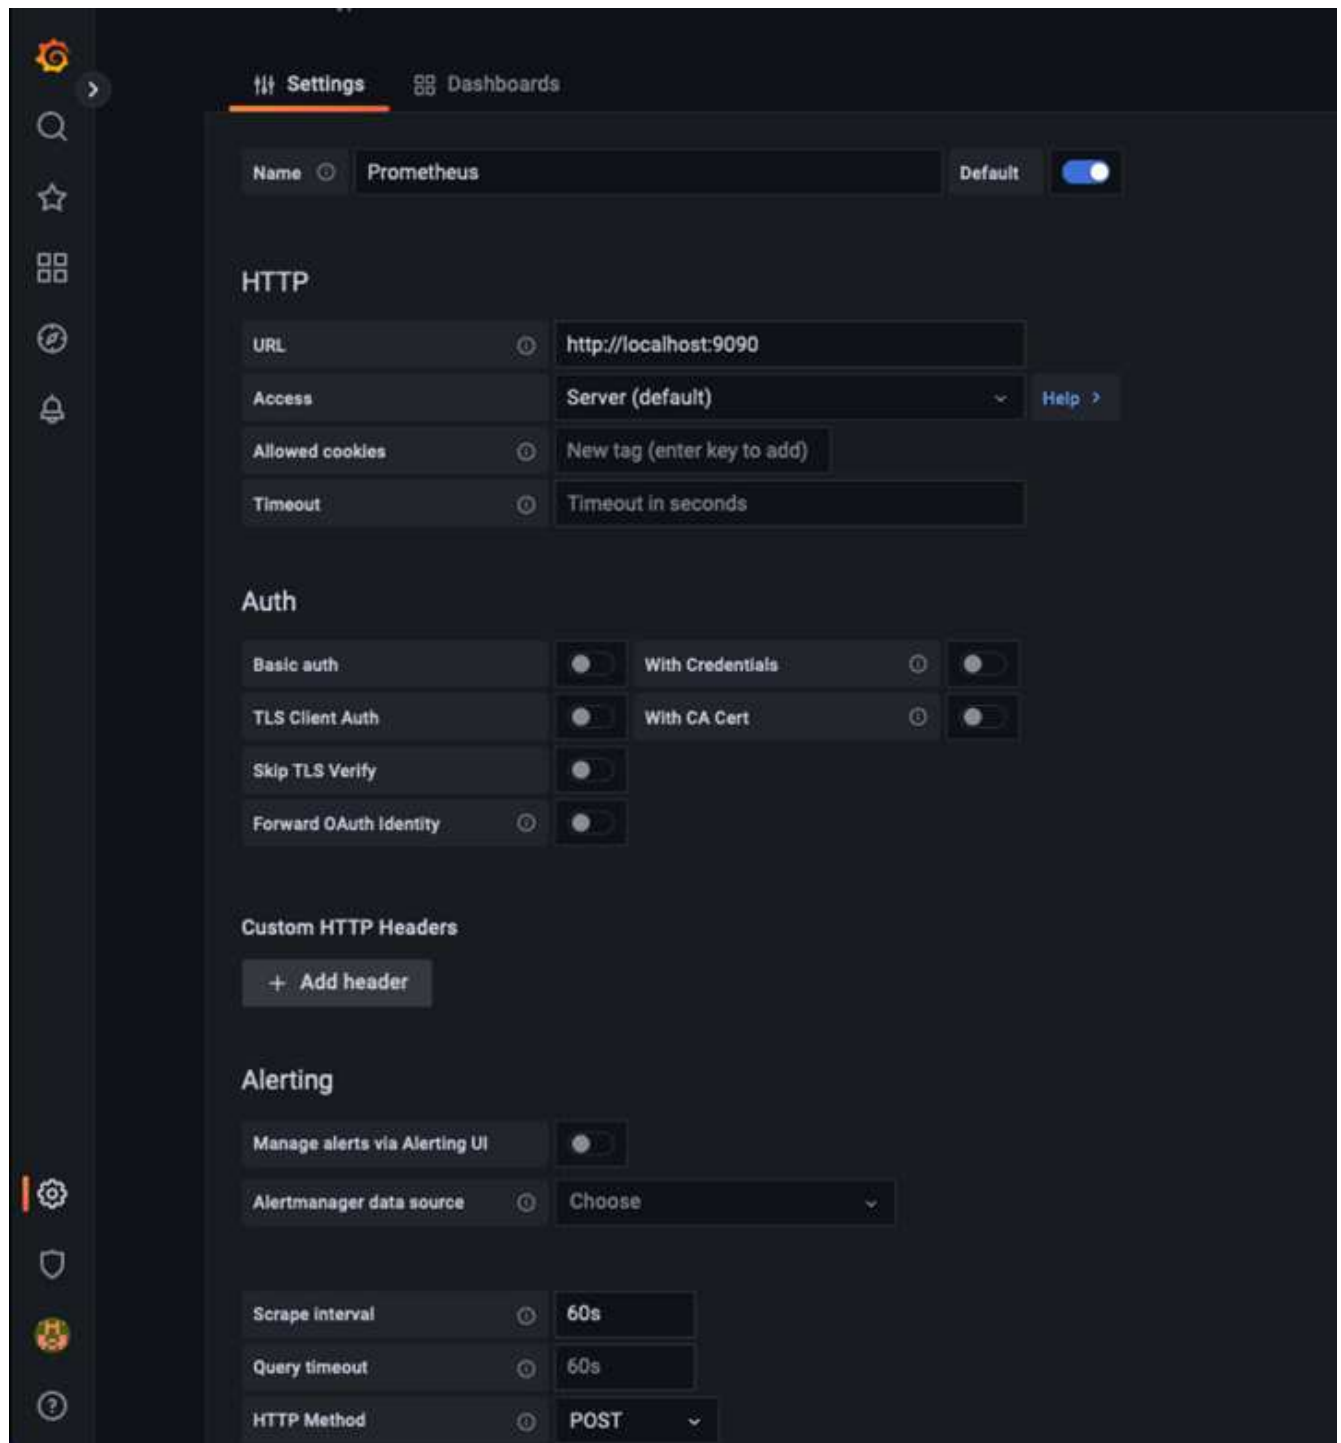 Settings Dashboards
Name Prometheus Default
HTTP
URL http://localhost:9090
Access Server (default) Help >
Allowed cookies New tag (enter key to add)
Timeout Timeout in seconds
Auth
Basic auth With Credentials
TLS Client Auth With CA Cert
Skip TLS Verify
Forward OAuth Identity
Custom HTTP Headers
+ Add header
Alerting
Manage alerts via Alerting UI
Alertmanager data source Choose
Scrape interval 60s
Query timeout 60s
HTTP Method POST